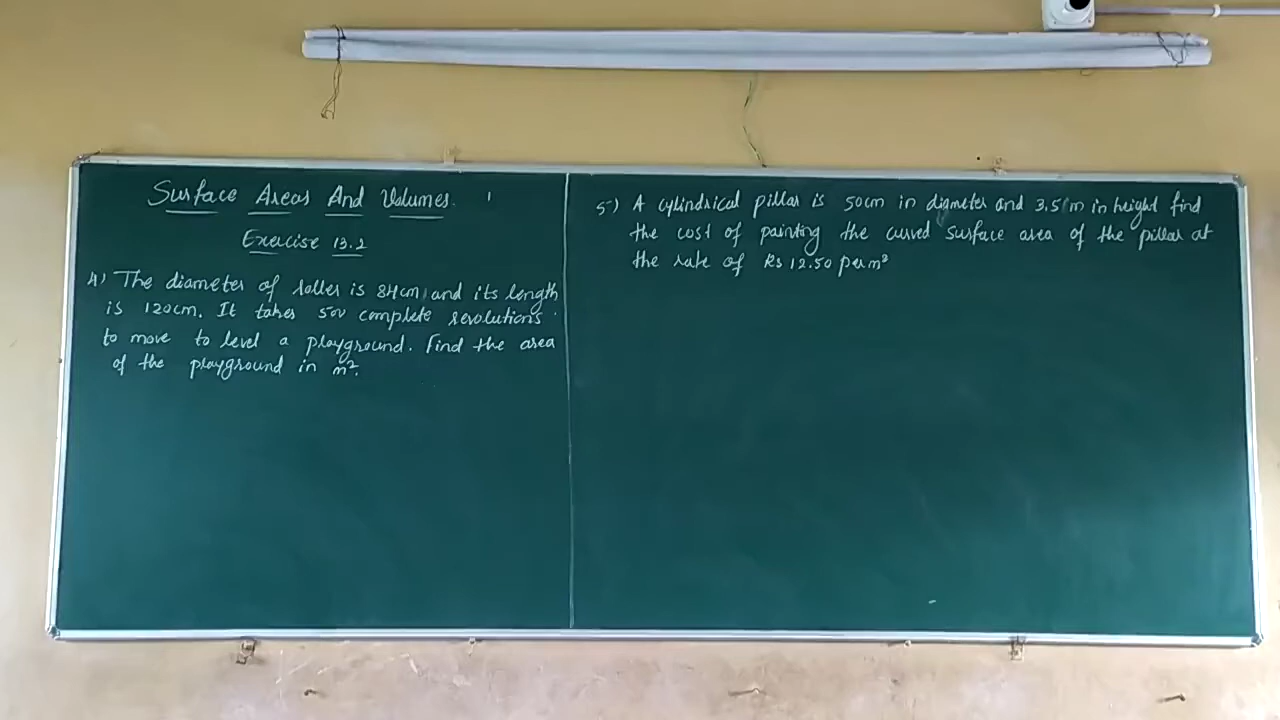 Surface Areas And Volumes
Exercise 13.2
4) The diameter of roller is 84cm, and its length
is 120cm. It takes 500 complete revolutions
to move to level a playground. Find the area
of the playground in m².
5) A cylindrical pillar is 50cm in diameter and 3.5 m in height find
the cost of painting the curved surface area of the pillar at
the rate of Rs 12.50 per m²